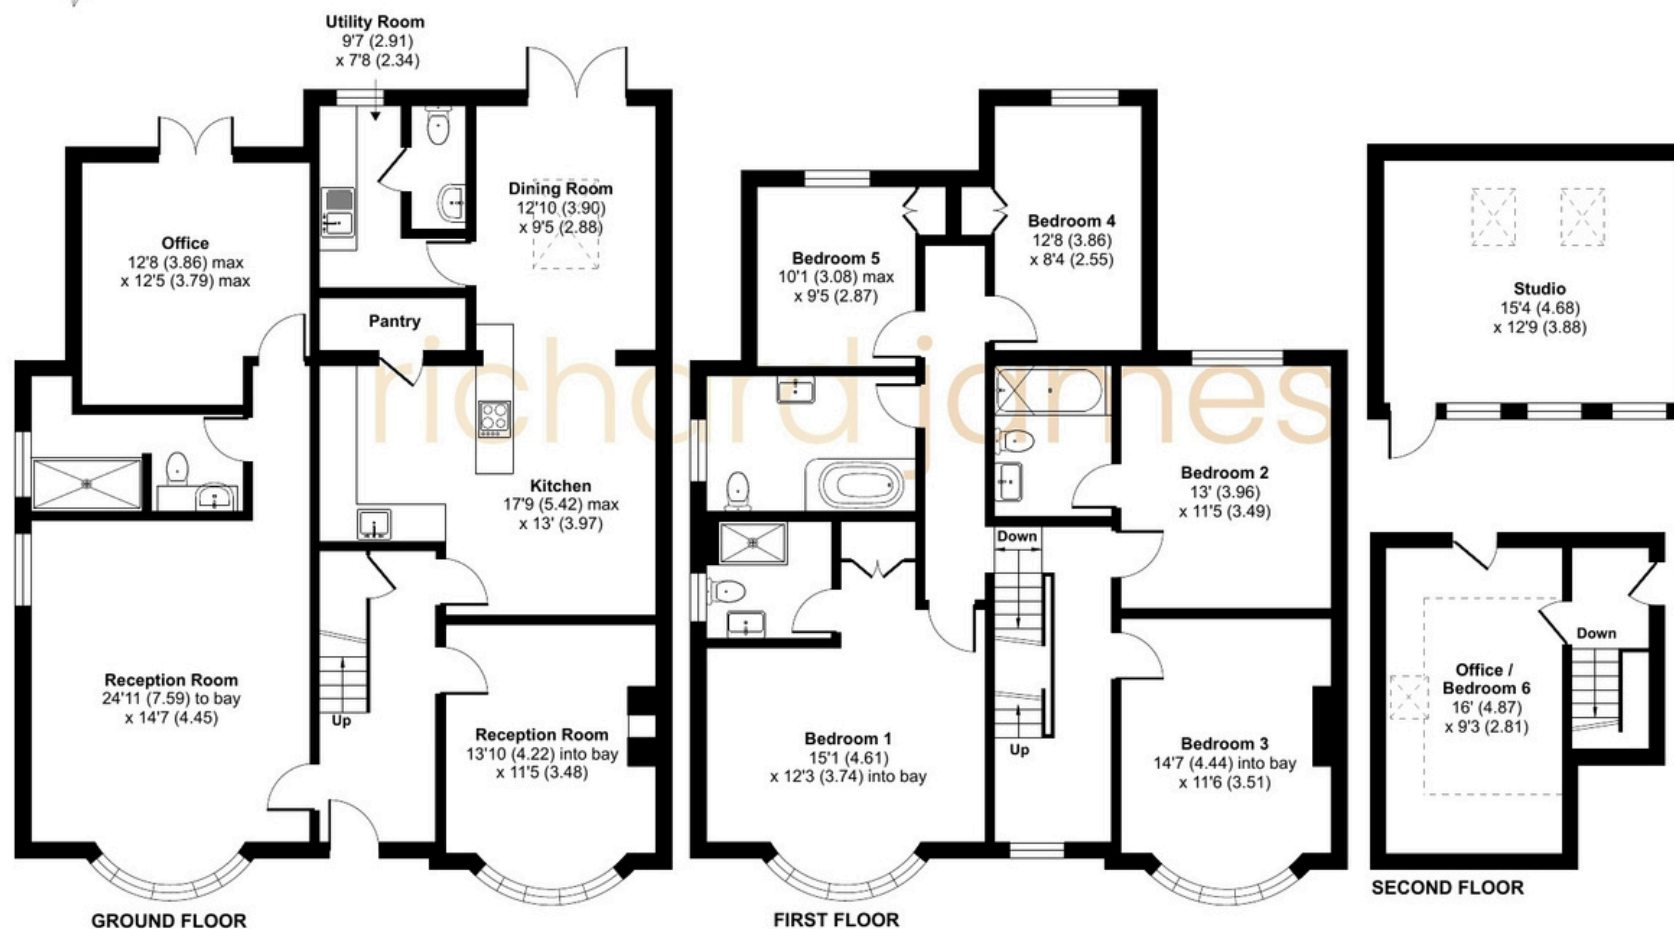 Utility Room
9'7 (2.91)
x 7'8 (2.34)
Office
12'8 (3.86) max
x 12'5 (3.79) max
Dining Room
12'10 (3.90)
x 9'5 (2.88)
Pantry
Kitchen
17'9 (5.42) max
x 13' (3.97)
Reception Room
24'11 (7.59) to bay
x 14'7 (4.45)
Up
Reception Room
13'10 (4.22) into bay
x 11'5 (3.48)
GROUND FLOOR
Bedroom 5
10'1 (3.08) max
x 9'5 (2.87)
Bedroom 4
12'8 (3.86)
x 8'4 (2.55)
Bedroom 2
13' (3.96)
x 11'5 (3.49)
Down
Up
Bedroom 1
15'1 (4.61)
x 12'3 (3.74) into bay
Bedroom 3
14'7 (4.44) into bay
x 11'6 (3.51)
FIRST FLOOR
Studio
15'4 (4.68)
x 12'9 (3.88)
Down
Office /
Bedroom 6
16' (4.87)
x 9'3 (2.81)
SECOND FLOOR
richard james